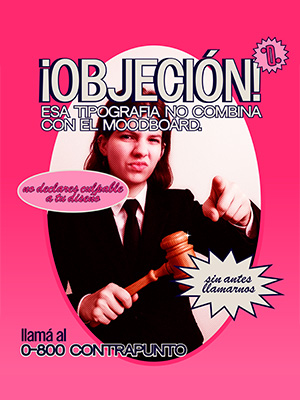 ¡OBJECIÓN!
ESA TIPOGRAFIA NO COMBINA
CON EL MOODBOARD.
no declares culpable
a tu diseño
sin antes
llamarnos
llamá al
0-800 CONTRAPUNTO